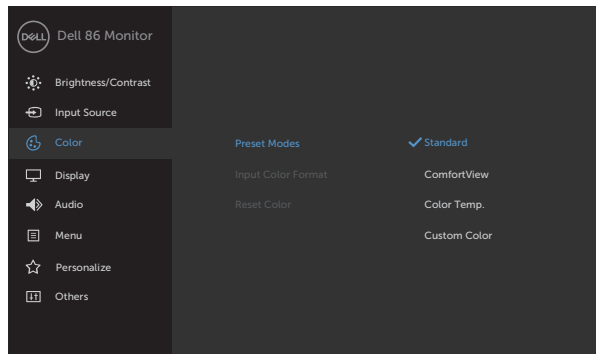 DELL Dell 86 Monitor
Brightness/Contrast
Input Source
Color Preset Modes Standard
Display Input Color Format ComfortView
Audio Reset Color Color Temp.
Menu Custom Color
Personalize
Others